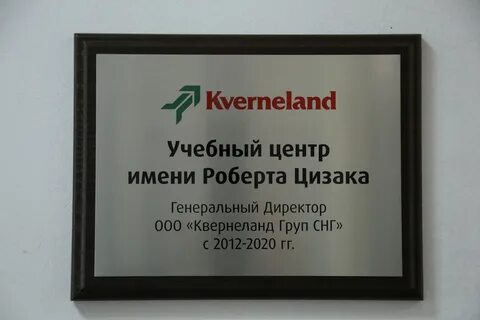 Kverneland
Учебный центр
имени Роберта Цизака
Генеральный Директор
ООО «Квернеланд Груп СНГ»
с 2012-2020 гг.